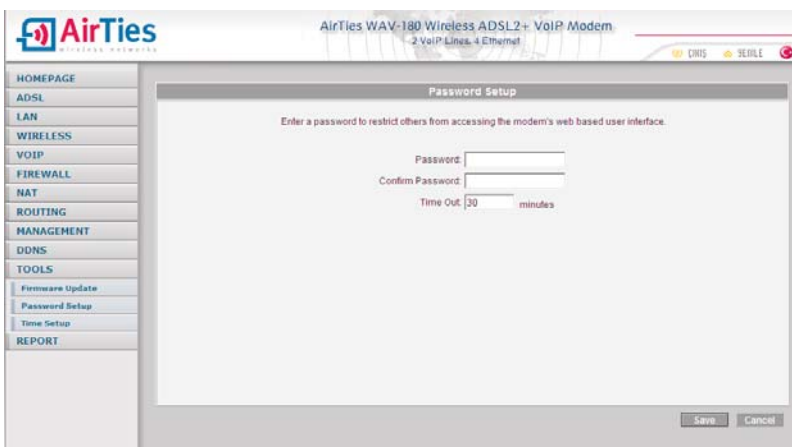 AirTies
wireless networks
AirTies WAV-180 Wireless ADSL2+ VoIP Modem
2 VoIP Lines, 4 Ethernet
ÇIKIŞ
HOMEPAGE
ADSL
LAN
WIRELESS
VOIP
FIREWALL
NAT
ROUTING
MANAGEMENT
DDNS
TOOLS
Firmware Update
Password Setup
Time Setup
REPORT
Password Setup
Enter a password to restrict others from accessing the modem's web based user interface.
Password:
Confirm Password:
Time Out: 30 minutes
Save Cancel